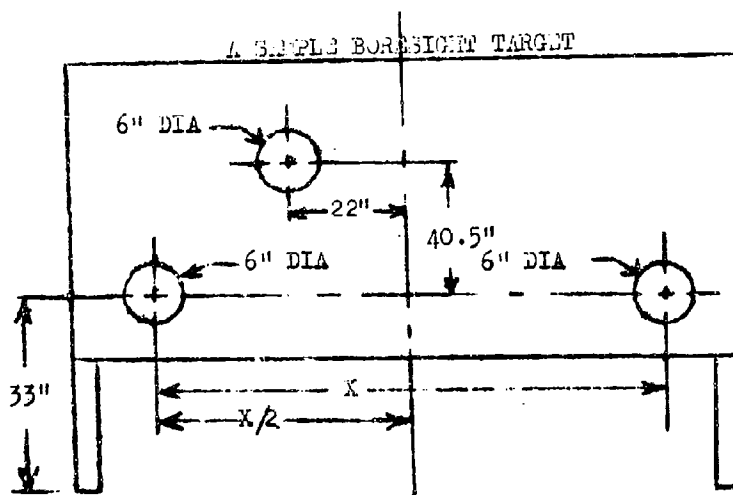 A SAMPLE BORESIGHT TARGET
6" DIA
22"
40.5"
6" DIA
6" DIA
33"
X
X/2